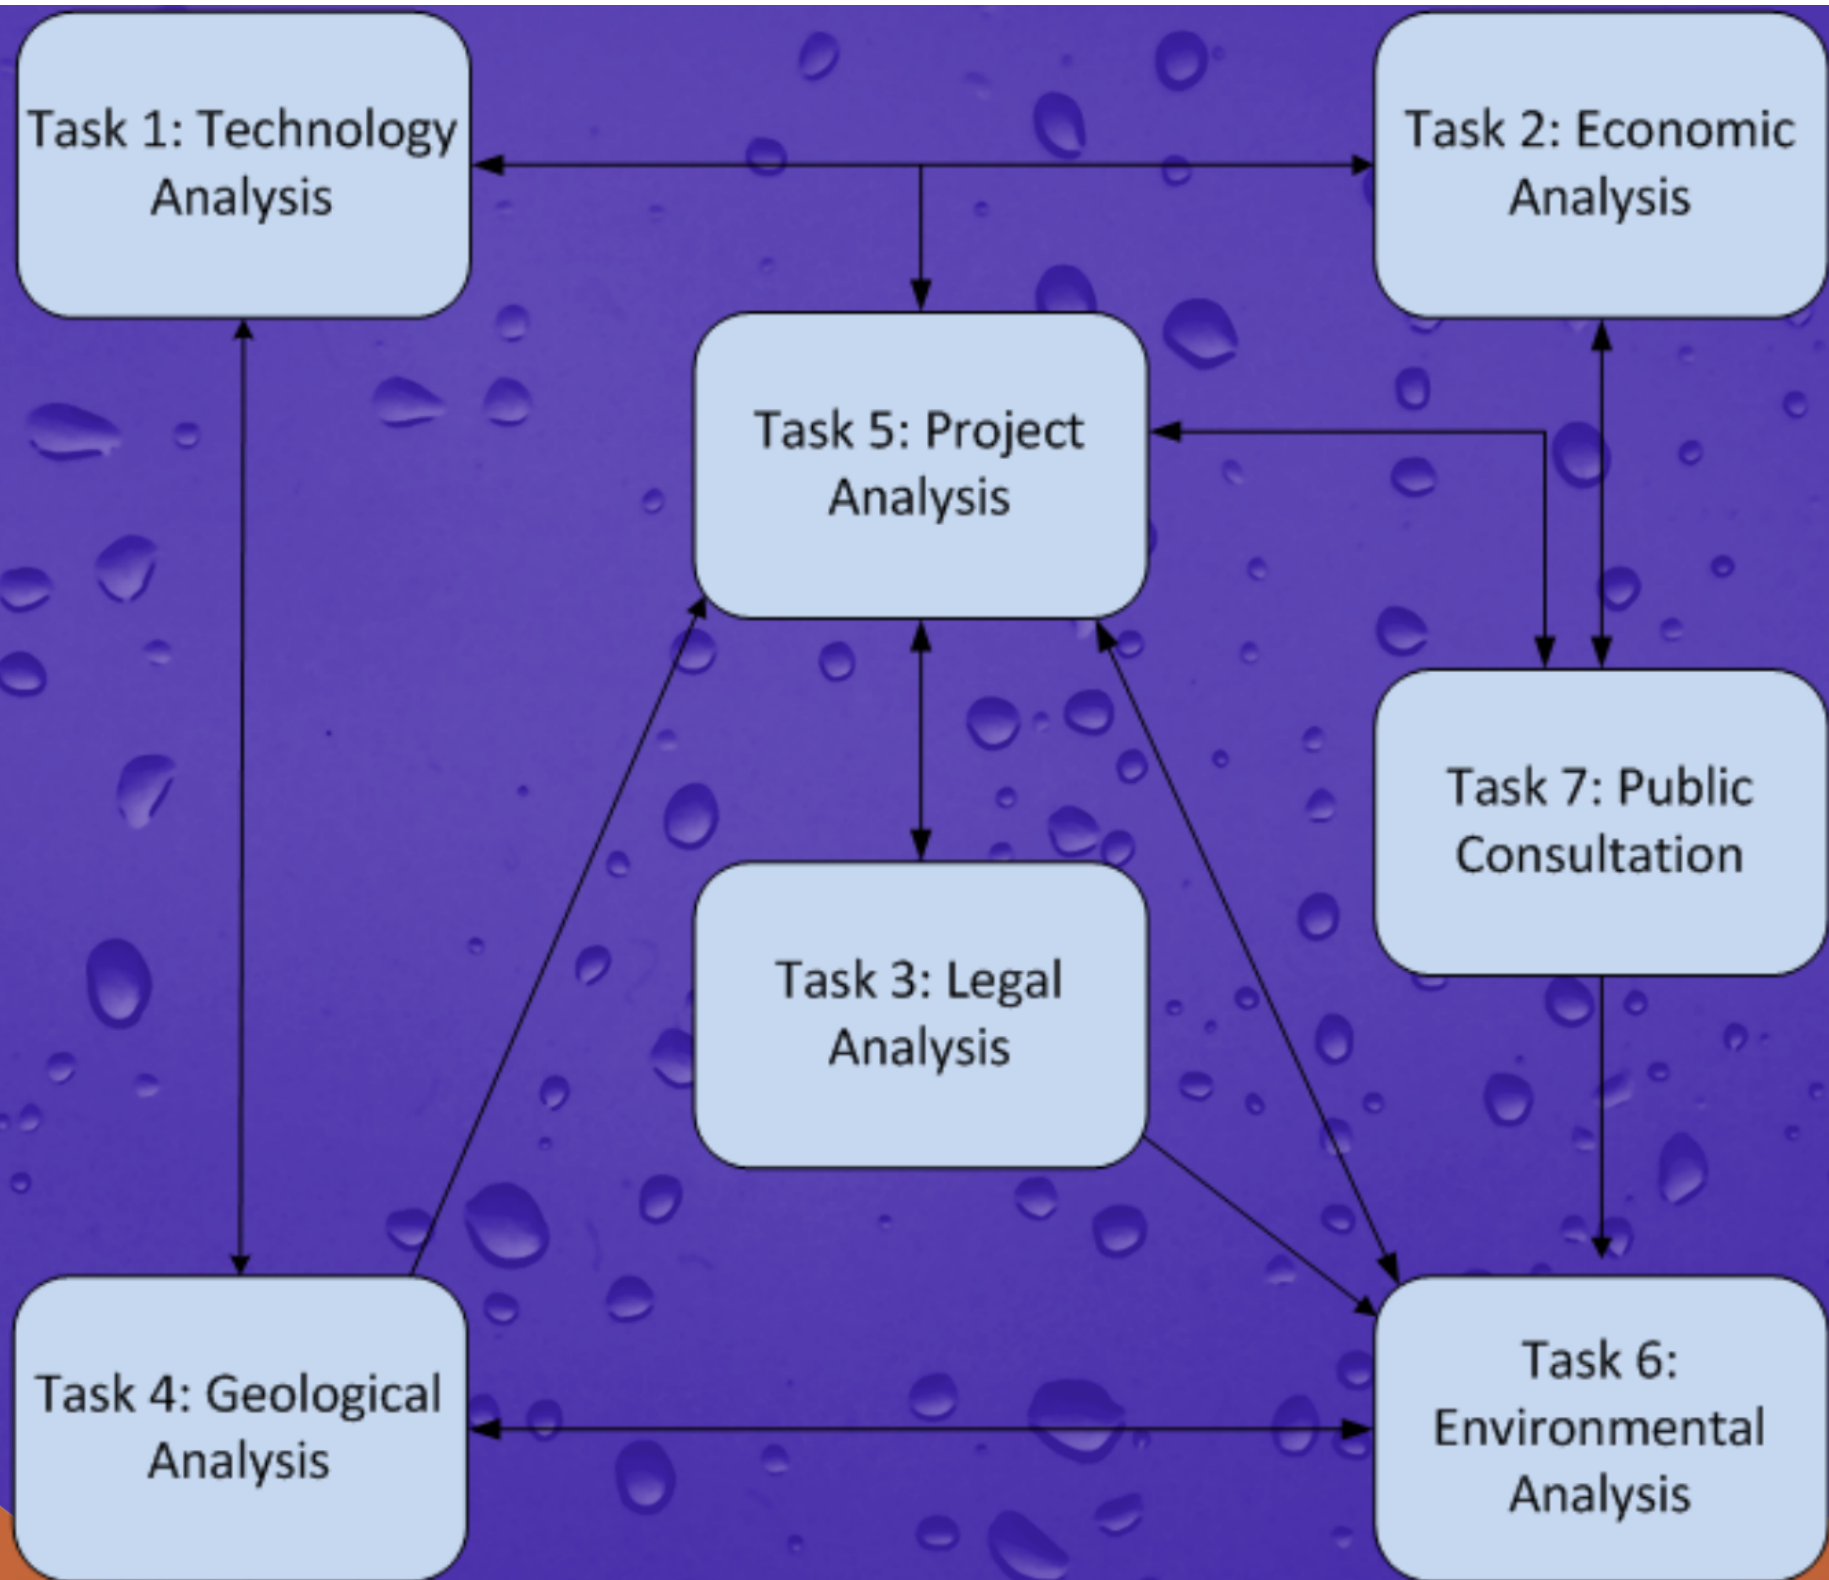 Task 1: Technology
Analysis
Task 2: Economic
Analysis
Task 5: Project
Analysis
Task 7: Public
Consultation
Task 3: Legal
Analysis
Task 4: Geological
Analysis
Task 6:
Environmental
Analysis